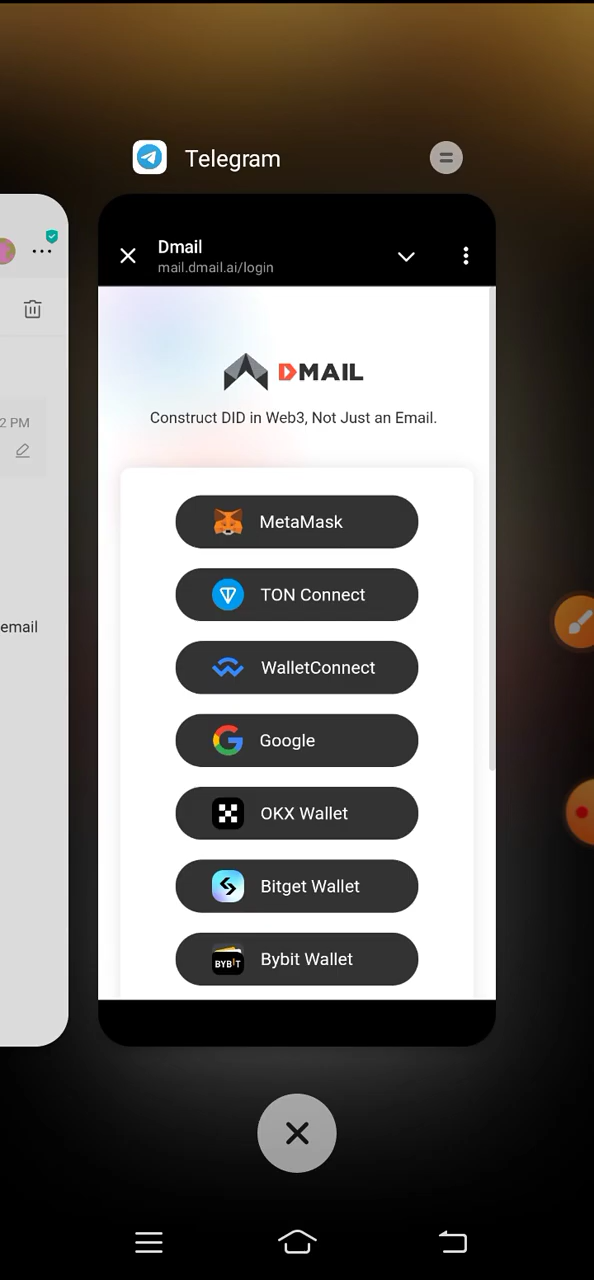 Telegram
Dmail
mail.dmail.ai/login
2 PM
email
DMAIL
Construct DID in Web3, Not Just an Email.
MetaMask
TON Connect
WalletConnect
Google
OKX Wallet
Bitget Wallet
BYBIT
Bybit Wallet